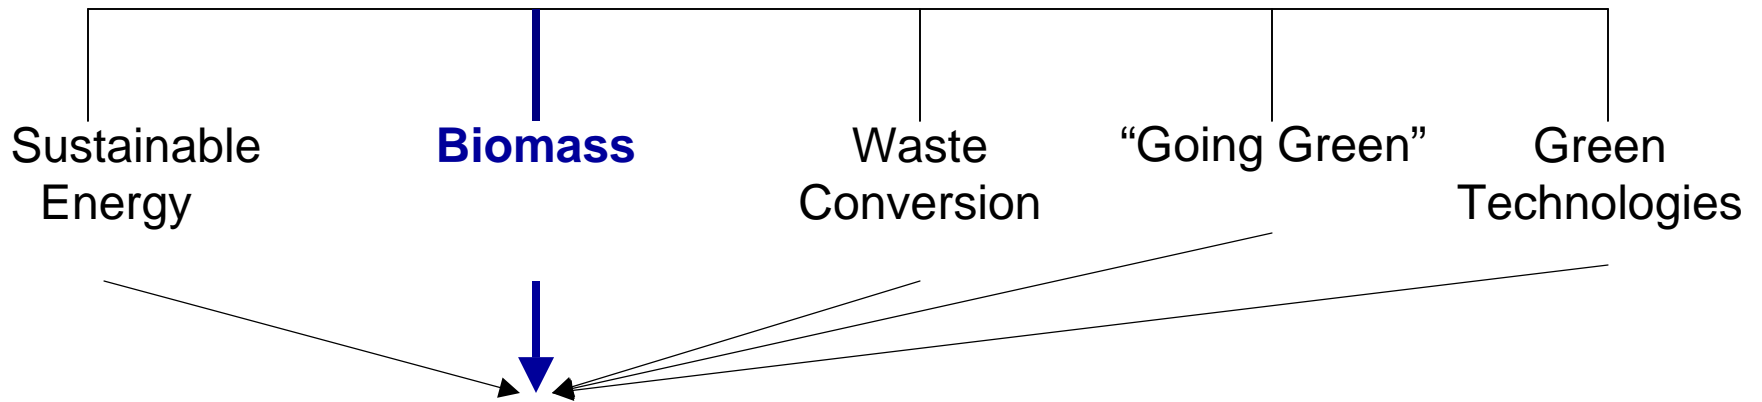 Sustainable
Energy
Biomass
Waste
Conversion
“Going Green”
Green
Technologies